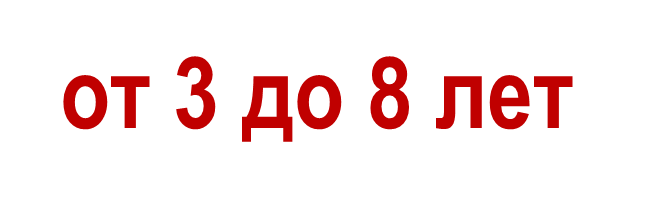 от 3 до 8 лет